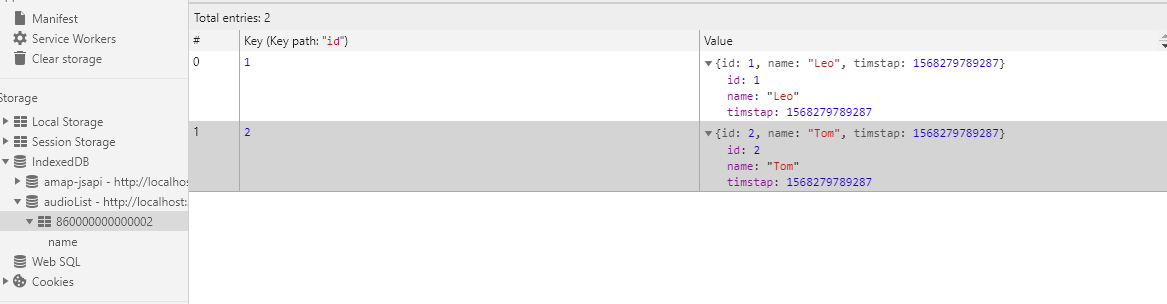 Manifest
Service Workers
Clear storage
Storage
Local Storage
Session Storage
IndexedDB
amap-jsapi - http://localhos
audioList - http://localhost:
860000000000002
name
Web SQL
Cookies
Total entries: 2
# Key (Key path: "id") Value
0 1 {id: 1, name: "Leo", timstap: 1568279789287}
id: 1
name: "Leo"
timstap: 1568279789287
1 2 {id: 2, name: "Tom", timstap: 1568279789287}
id: 2
name: "Tom"
timstap: 1568279789287